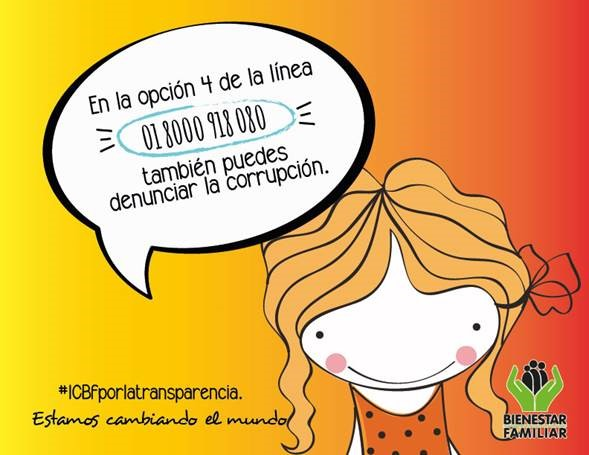 En la opción 4 de la línea
01 8000 918 080
también puedes
denunciar la corrupción.
#ICBFporlatransparencia.
Estamos cambiando el mundo
BIENESTAR
FAMILIAR